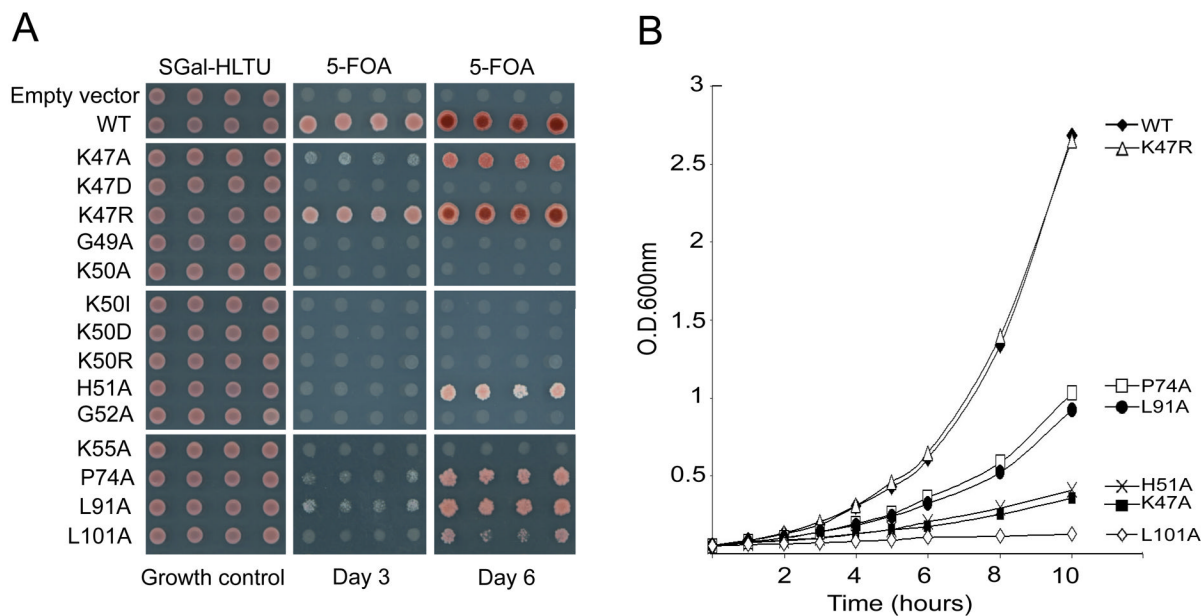 A
SGal-HLTU 5-FOA 5-FOA
Empty vector
WT
K47A
K47D
K47R
G49A
K50A
K50I
K50D
K50R
H51A
G52A
K55A
P74A
L91A
L101A
Growth control Day 3 Day 6
B
3
2.5
2
1.5
1
0.5
O.D.600nm
2 4 6 8 10
Time (hours)
WT
K47R
P74A
L91A
H51A
K47A
L101A